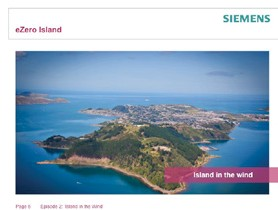 SIEMENS
eZero Island
Island in the wind
Page 6 Episode 2: Island in the wind